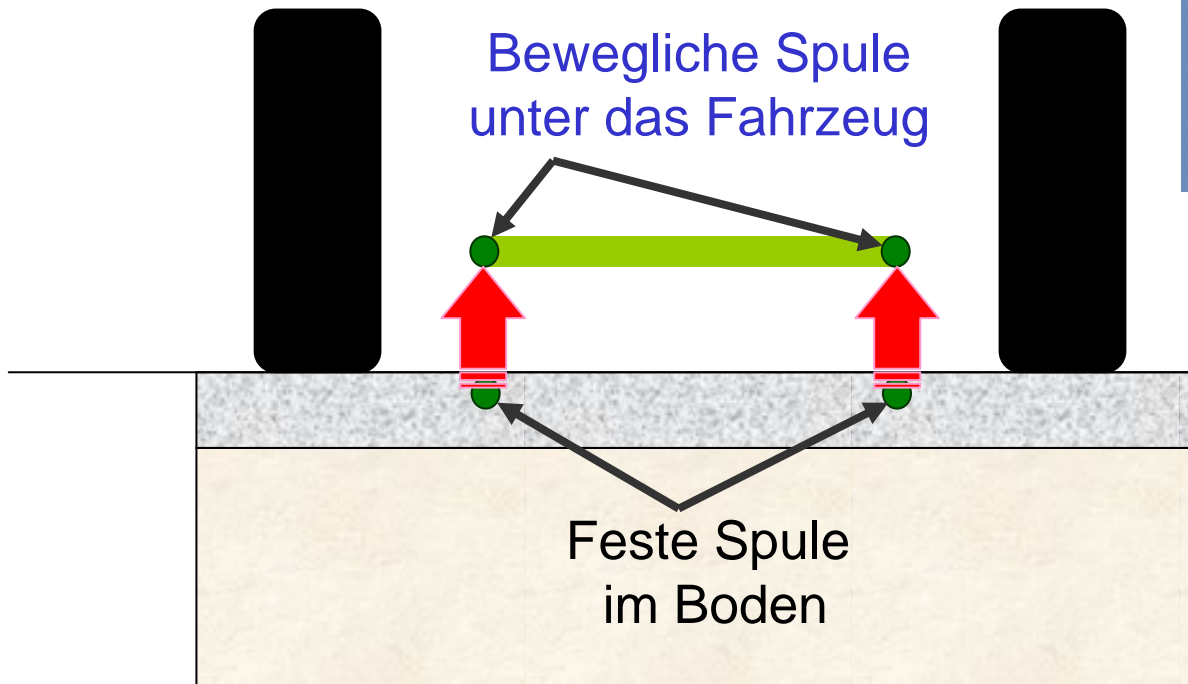 Bewegliche Spule
unter das Fahrzeug
Feste Spule
im Boden